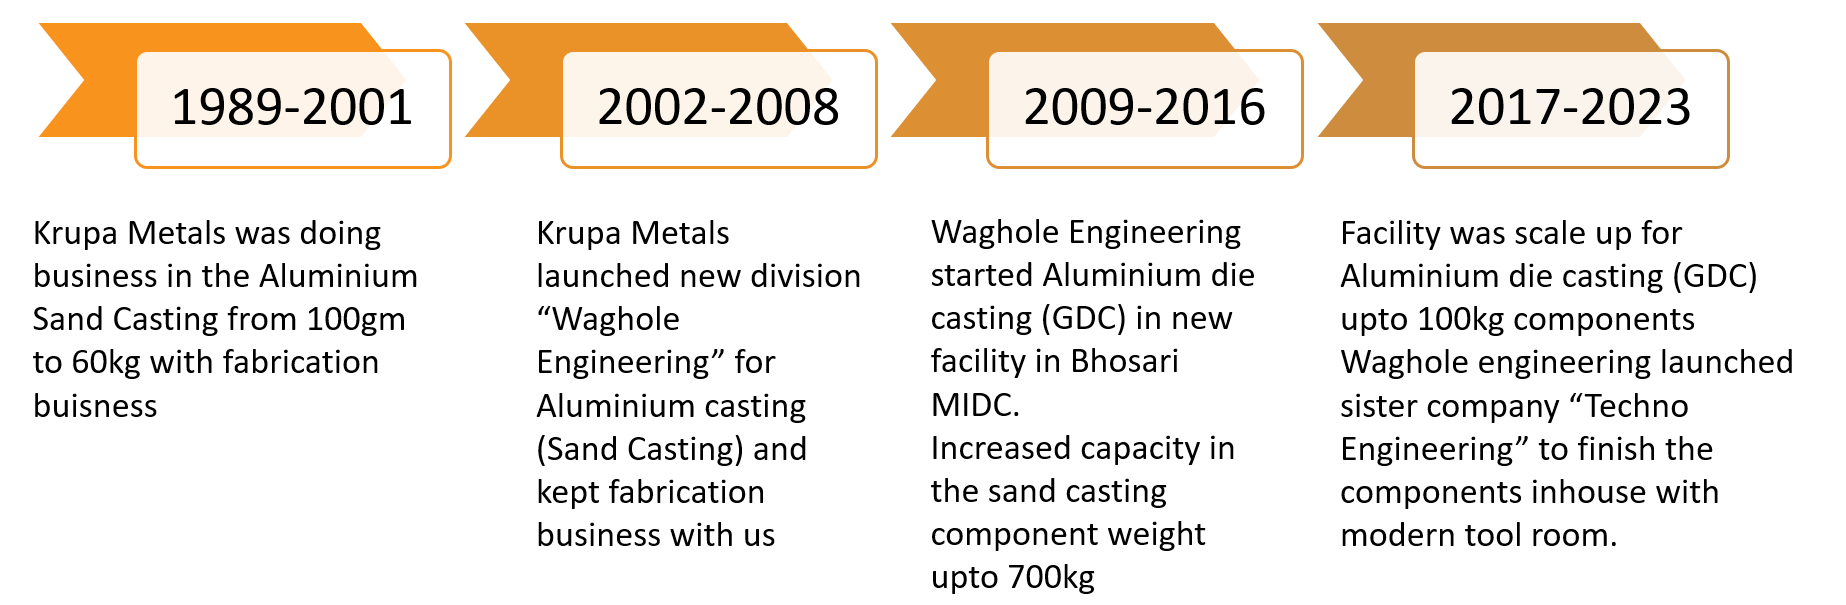 1989-2001
Krupa Metals was doing
business in the Aluminium
Sand Casting from 100gm
to 60kg with fabrication
buisness
2002-2008
Krupa Metals
launched new division
“Waghole
Engineering” for
Aluminium casting
(Sand Casting) and
kept fabrication
business with us
2009-2016
Waghole Engineering
started Aluminium die
casting (GDC) in new
facility in Bhosari
MIDC.
Increased capacity in
the sand casting
component weight
upto 700kg
2017-2023
Facility was scale up for
Aluminium die casting (GDC)
upto 100kg components
Waghole engineering launched
sister company “Techno
Engineering” to finish the
components inhouse with
modern tool room.